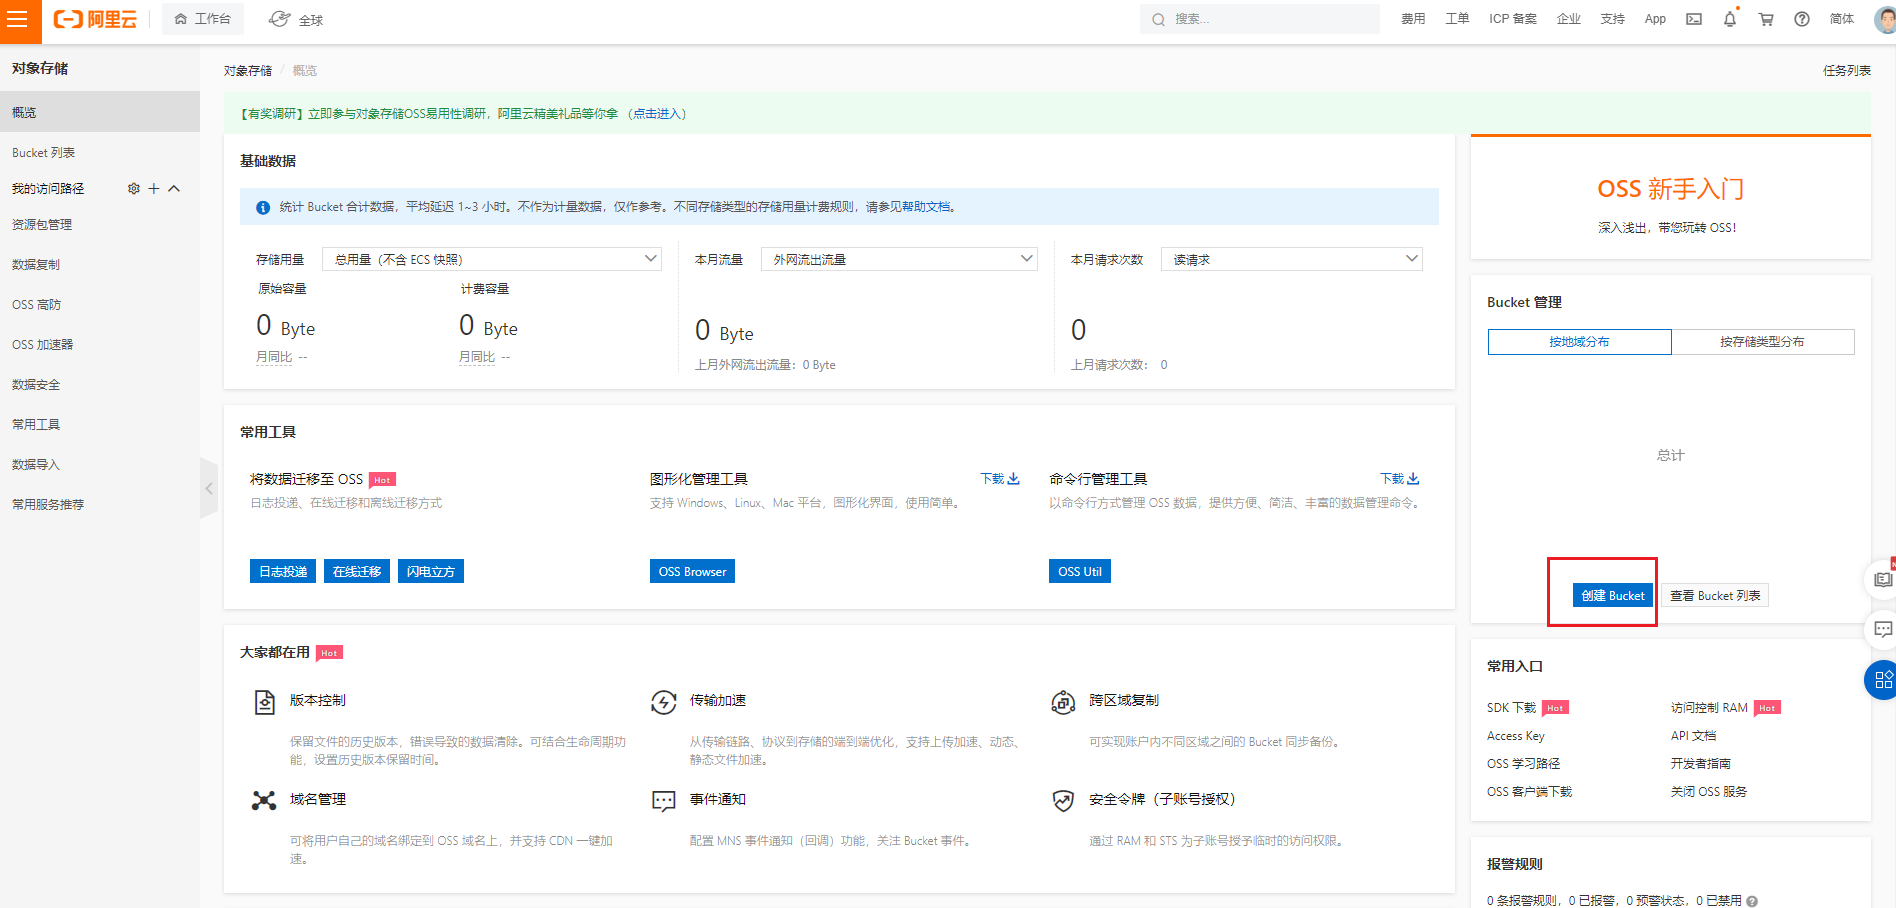 阿里云
工作台
全球
搜索...
费用
工单
ICP 备案
企业
支持
App
简体
对象存储
概览
Bucket 列表
我的访问路径
资源包管理
数据复制
OSS 高防
OSS 加速器
数据安全
常用工具
数据导入
常用服务推荐
对象存储 / 概览
任务列表
【有奖调研】立即参与对象存储OSS易用性调研，阿里云精美礼品等你拿 （点击进入）
基础数据
统计 Bucket 合计数据，平均延迟 1~3 小时。不作为计量数据，仅作参考。不同存储类型的存储用量计费规则，请参见帮助文档。
存储用量
总用量（不含 ECS 快照）
原始容量
计费容量
0 Byte
0 Byte
月同比 --
月同比 --
本月流量
外网流出流量
0 Byte
上月外网流出流量：0 Byte
本月请求次数
读请求
0
上月请求次数： 0
常用工具
将数据迁移至 OSS Hot
日志投递、在线迁移和离线迁移方式
日志投递
在线迁移
闪电立方
图形化管理工具
下载
支持 Windows、Linux、Mac 平台，图形化界面，使用简单。
OSS Browser
命令行管理工具
下载
以命令行方式管理 OSS 数据，提供方便、简洁、丰富的数据管理命令。
OSS Util
大家都在用 Hot
版本控制
保留文件的历史版本，错误导致的数据清除。可结合生命周期功
能，设置历史版本保留时间。
传输加速
从传输链路、协议到存储的端到端优化，支持上传加速、动态、
静态文件加速。
跨区域复制
可实现账户内不同区域之间的 Bucket 同步备份。
域名管理
可将用户自己的域名绑定到 OSS 域名上，并支持 CDN 一键加
速。
事件通知
配置 MNS 事件通知（回调）功能，关注 Bucket 事件。
安全令牌（子账号授权）
通过 RAM 和 STS 为子账号授予临时的访问权限。
OSS 新手入门
深入浅出，带您玩转 OSS！
Bucket 管理
按地域分布
按存储类型分布
总计
创建 Bucket
查看 Bucket 列表
常用入口
SDK 下载 Hot
访问控制 RAM Hot
Access Key
API 文档
OSS 学习路径
开发者指南
OSS 客户端下载
关闭 OSS 服务
报警规则
0 条报警规则，0 已报警，0 预警状态，0 已禁用